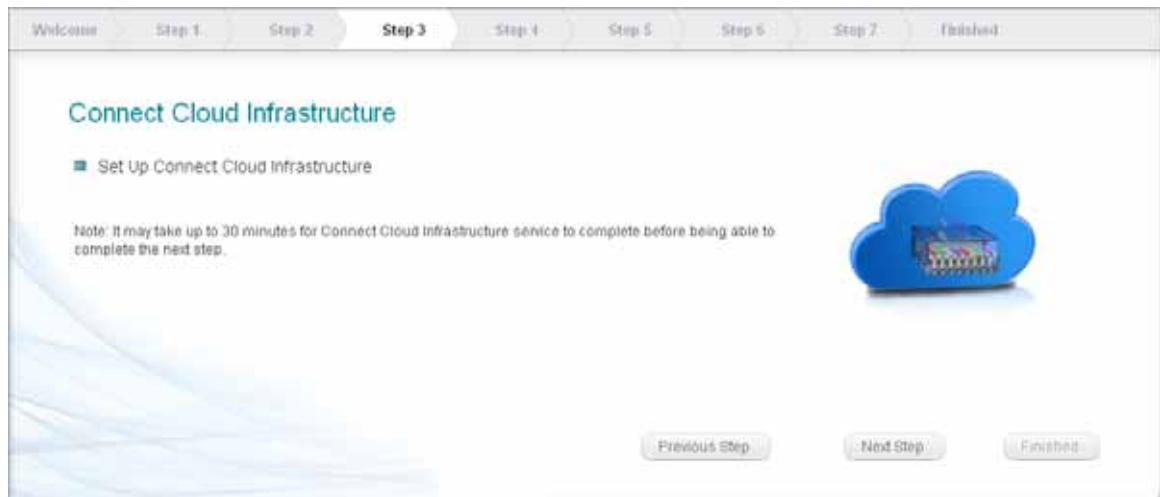 Welcome Step 1 Step 2 Step 3 Step 4 Step 5 Step 6 Step 7 Finished
Connect Cloud Infrastructure
Set Up Connect Cloud Infrastructure
Note: It may take up to 30 minutes for Connect Cloud Infrastructure service to complete before being able to
complete the next step.
Previous Step Next Step Finished